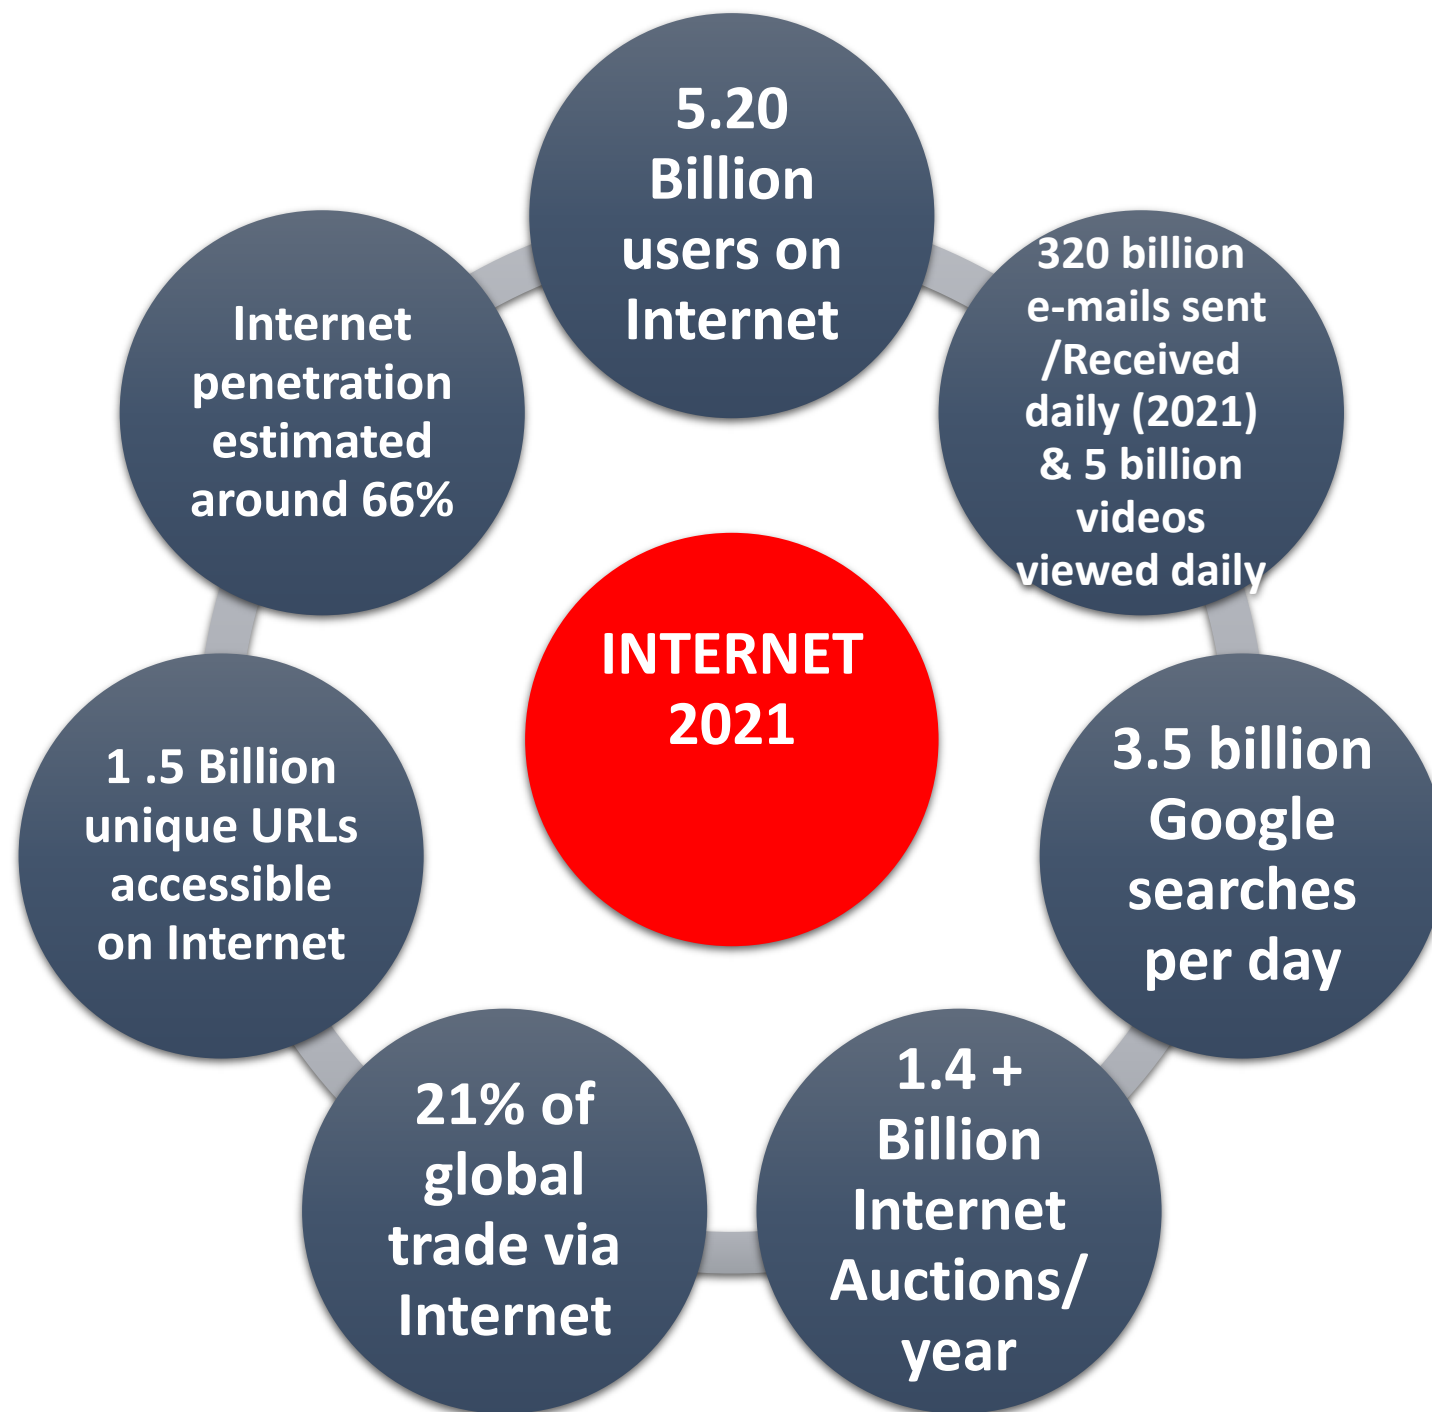 5.20
Billion
users on
Internet
320 billion
e-mails sent
/Received
daily (2021)
& 5 billion
videos
viewed daily
3.5 billion
Google
searches
per day
1.4 +
Billion
Internet
Auctions/
year
21% of
global
trade via
Internet
1 .5 Billion
unique URLs
accessible
on Internet
Internet
penetration
estimated
around 66%
INTERNET
2021